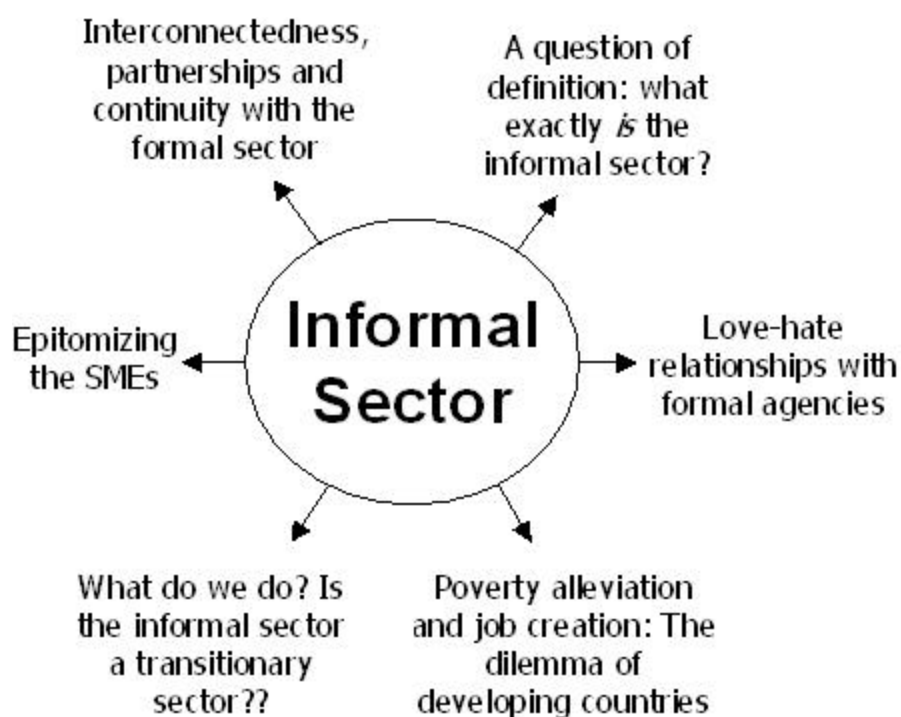 Interconnectedness,
partnerships and
continuity with the
formal sector
A question of
definition: what
exactly is the
informal sector?
Epitomizing
the SMEs
Informal
Sector
Love-hate
relationships with
formal agencies
What do we do? Is
the informal sector
a transitionary
sector??
Poverty alleviation
and job creation: The
dilemma of
developing countries